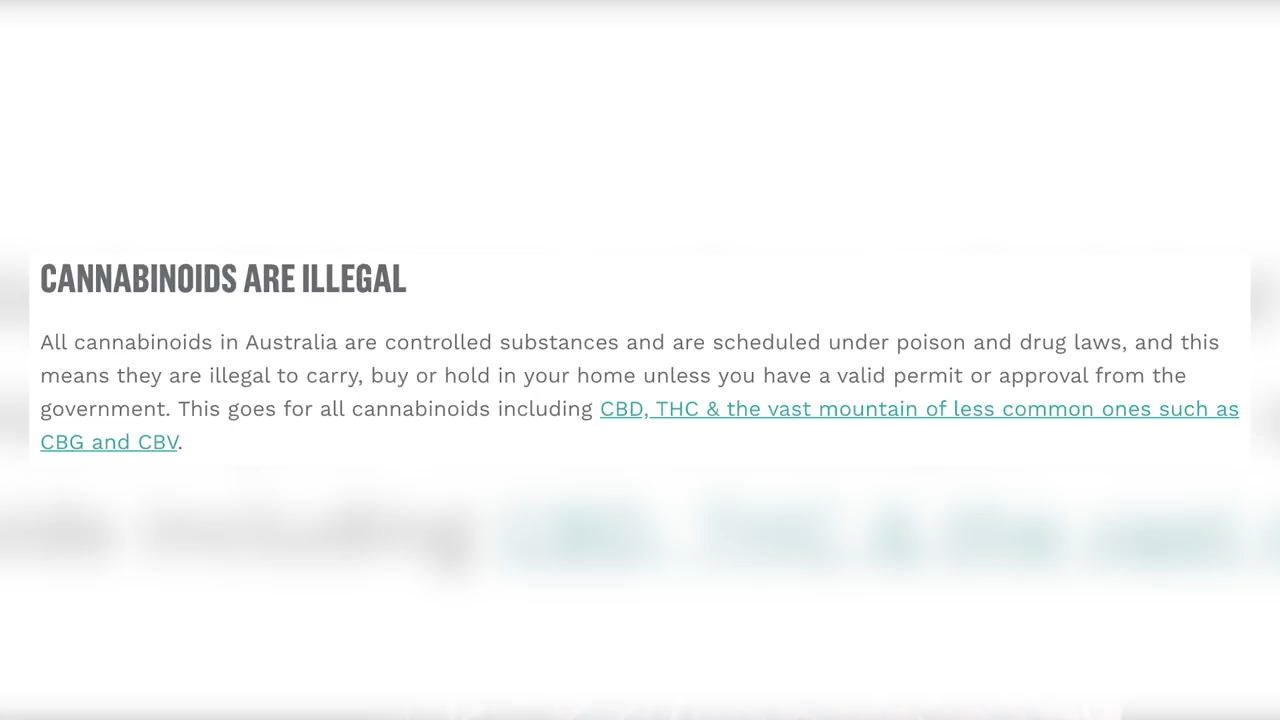 CANNABINOIDS ARE ILLEGAL
All cannabinoids in Australia are controlled substances and are scheduled under poison and drug laws, and this
means they are illegal to carry, buy or hold in your home unless you have a valid permit or approval from the
government. This goes for all cannabinoids including CBD, THC & the vast mountain of less common ones such as
CBG and CBV.